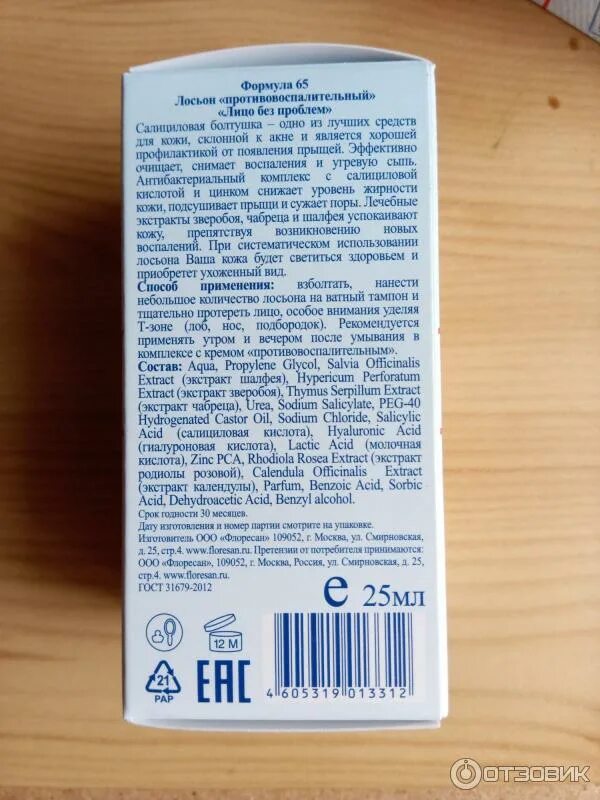 Формула 65
Лосьон «противовоспалительный»
«Лицо без проблем»
Салициловая болтушка – одно из лучших средств
для кожи, склонной к акне и является хорошей
профилактикой от появления прыщей. Эффективно
очищает, снимает воспаления и угревую сыпь.
Антибактериальный комплекс с салициловой
кислотой и цинком снижает уровень жирности
кожи, подсушивает прыщи и сужает поры. Лечебные
экстракты зверобоя, чабреца и шалфея успокаивают
кожу, препятствуя возникновению новых
воспалений. При систематическом использовании
лосьона Ваша кожа будет светиться здоровьем и
приобретет ухоженный вид.
Способ применения: взболтать, нанести
небольшое количество лосьона на ватный тампон и
тщательно протереть лицо, особое внимания уделяя
Т-зоне (лоб, нос, подбородок). Рекомендуется
применять утром и вечером после умывания в
комплексе с кремом «противовоспалительным».
Состав: Aqua, Propylene Glycol, Salvia Officinalis
Extract (экстракт шалфея), Hypericum Perforatum
Extract (экстракт зверобоя), Thymus Serpillum Extract
(экстракт чабреца), Urea, Sodium Salicylate, PEG-40
Hydrogenated Castor Oil, Sodium Chloride, Salicylic
Acid (салициловая кислота), Hyaluronic Acid
(гиалуроновая кислота), Lactic Acid (молочная
кислота), Zinc PCA, Rhodiola Rosea Extract (экстракт
родиолы розовой), Calendula Officinalis Extract
(экстракт календулы), Parfum, Benzoic Acid, Sorbic
Acid, Dehydroacetic Acid, Benzyl alcohol.
Срок годности 30 месяцев.
Дату изготовления и номер партии смотрите на упаковке.
Изготовитель ООО «Флоресан» 109052, г. Москва, ул. Смирновская,
д. 25, стр.4. www.floresan.ru. Претензии от потребителя принимаются:
ООО «Флоресан» 109052, г. Москва, Россия, ул. Смирновская, д. 25,
стр.4. www.floresan.ru.
ГОСТ 31679-2012
e 25мл
12 М
21
PAP
EAC
4 605319 013312
ОТЗОВИК